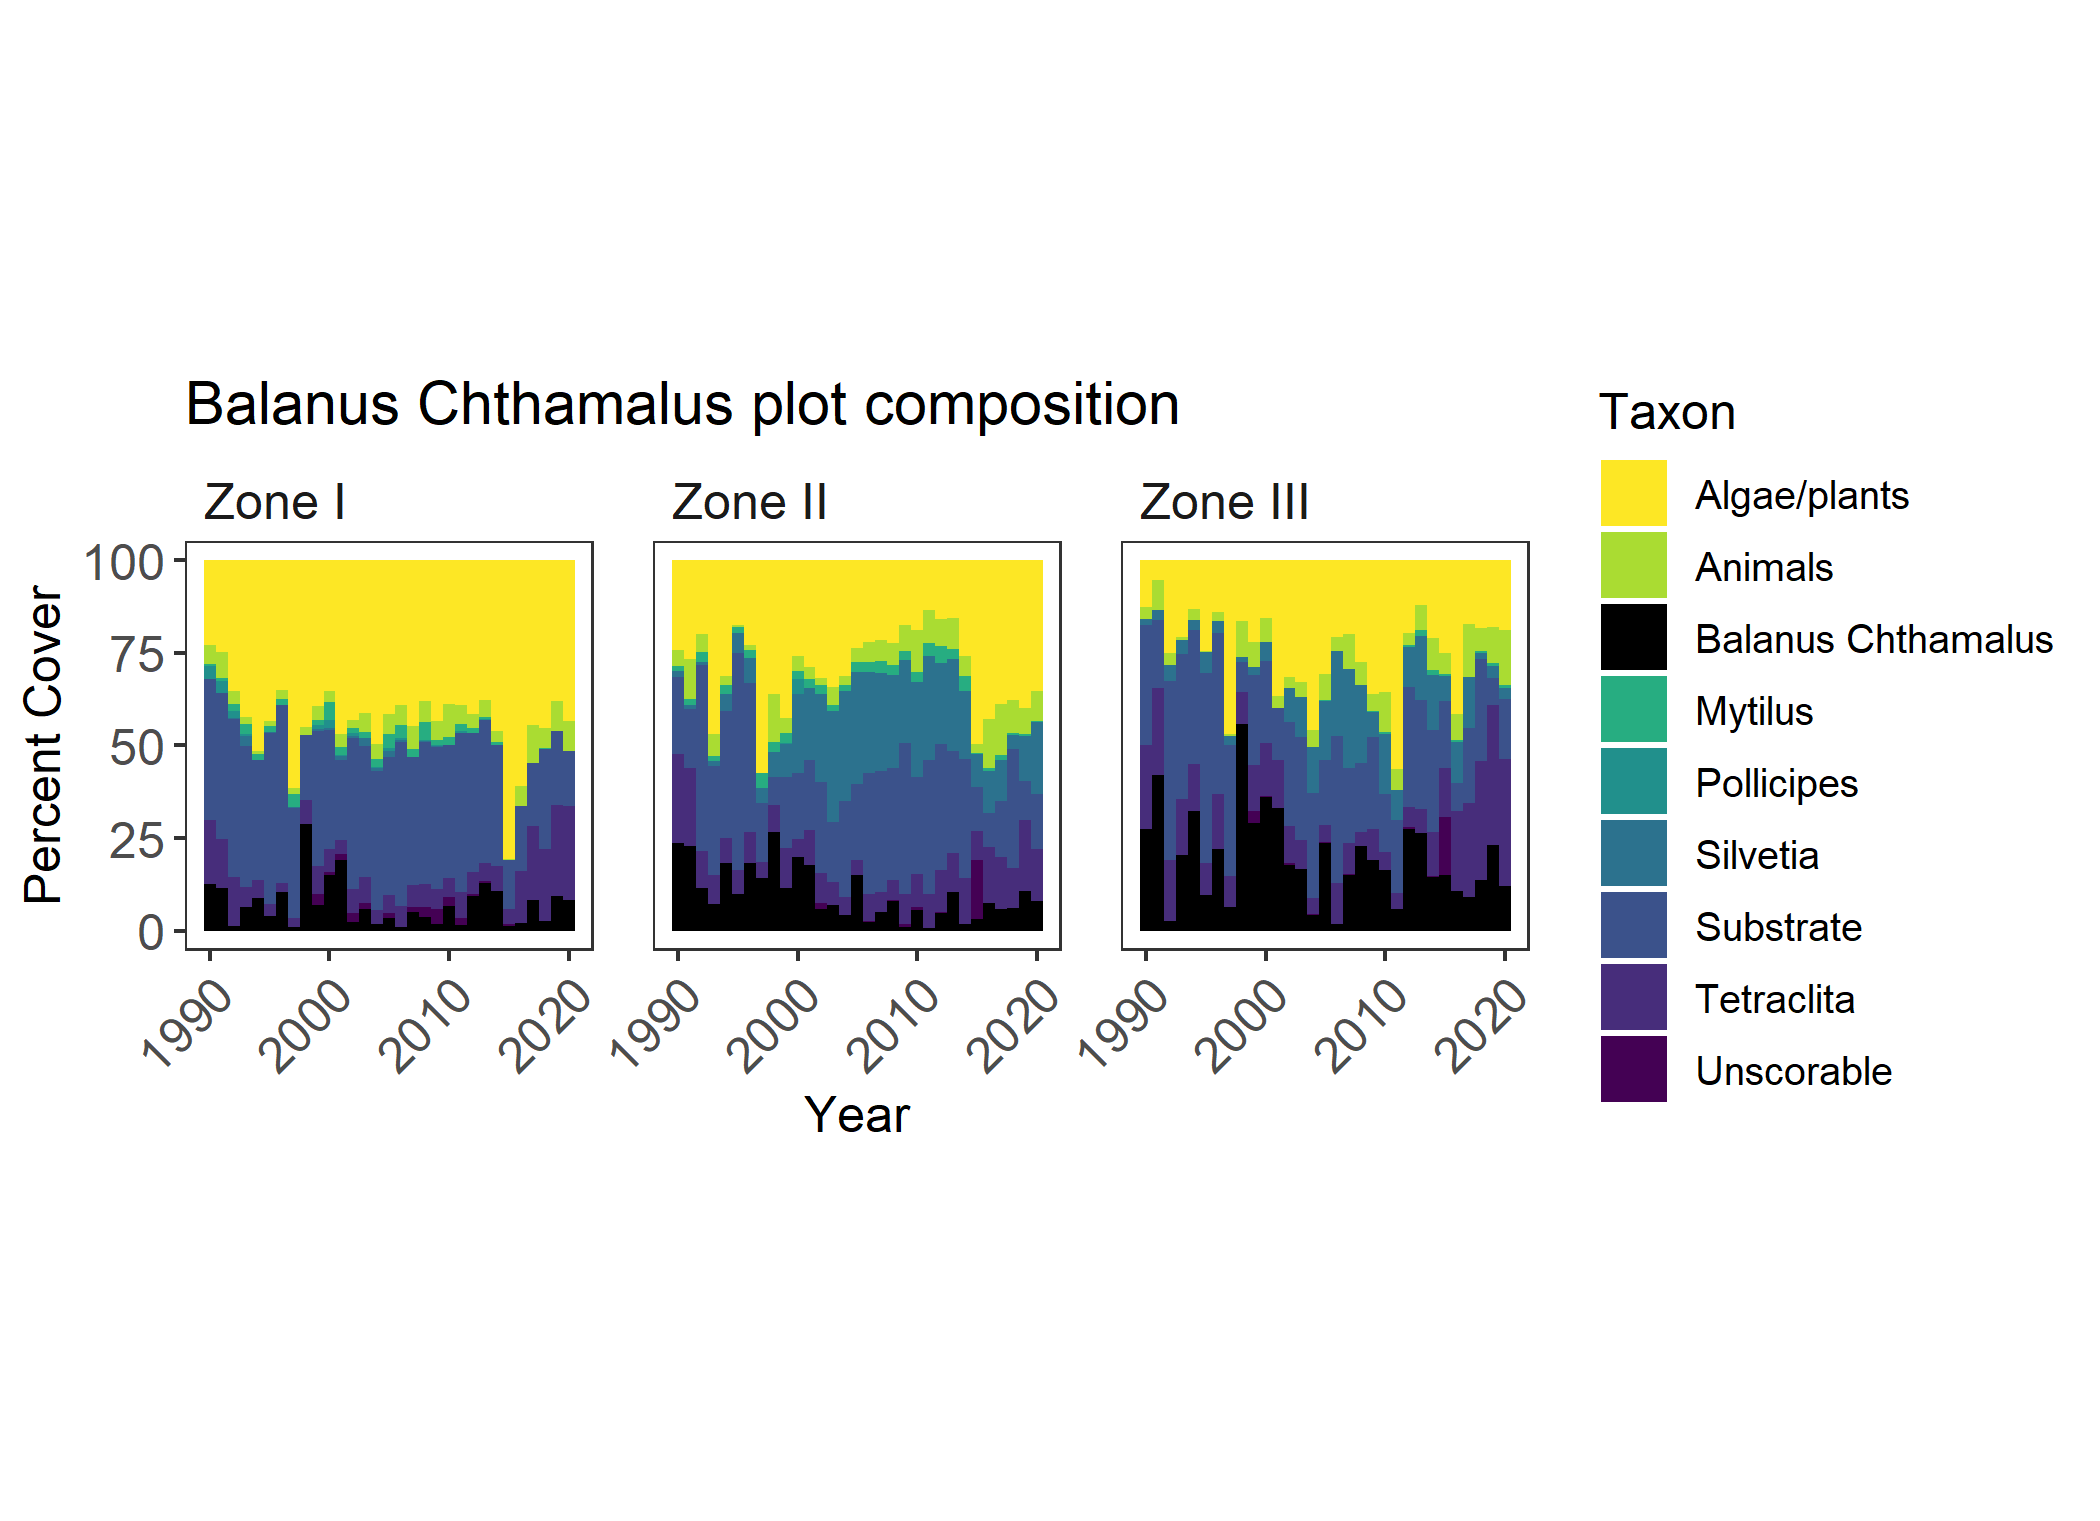 Balanus Chthamalus plot composition
Zone I
Zone II
Zone III
Percent Cover
100
75
50
25
0
1990
2000
2010
2020
1990
2000
2010
2020
1990
2000
2010
2020
Year
Taxon
Algae/plants
Animals
Balanus Chthamalus
Mytilus
Pollicipes
Silvetia
Substrate
Tetraclita
Unscorable